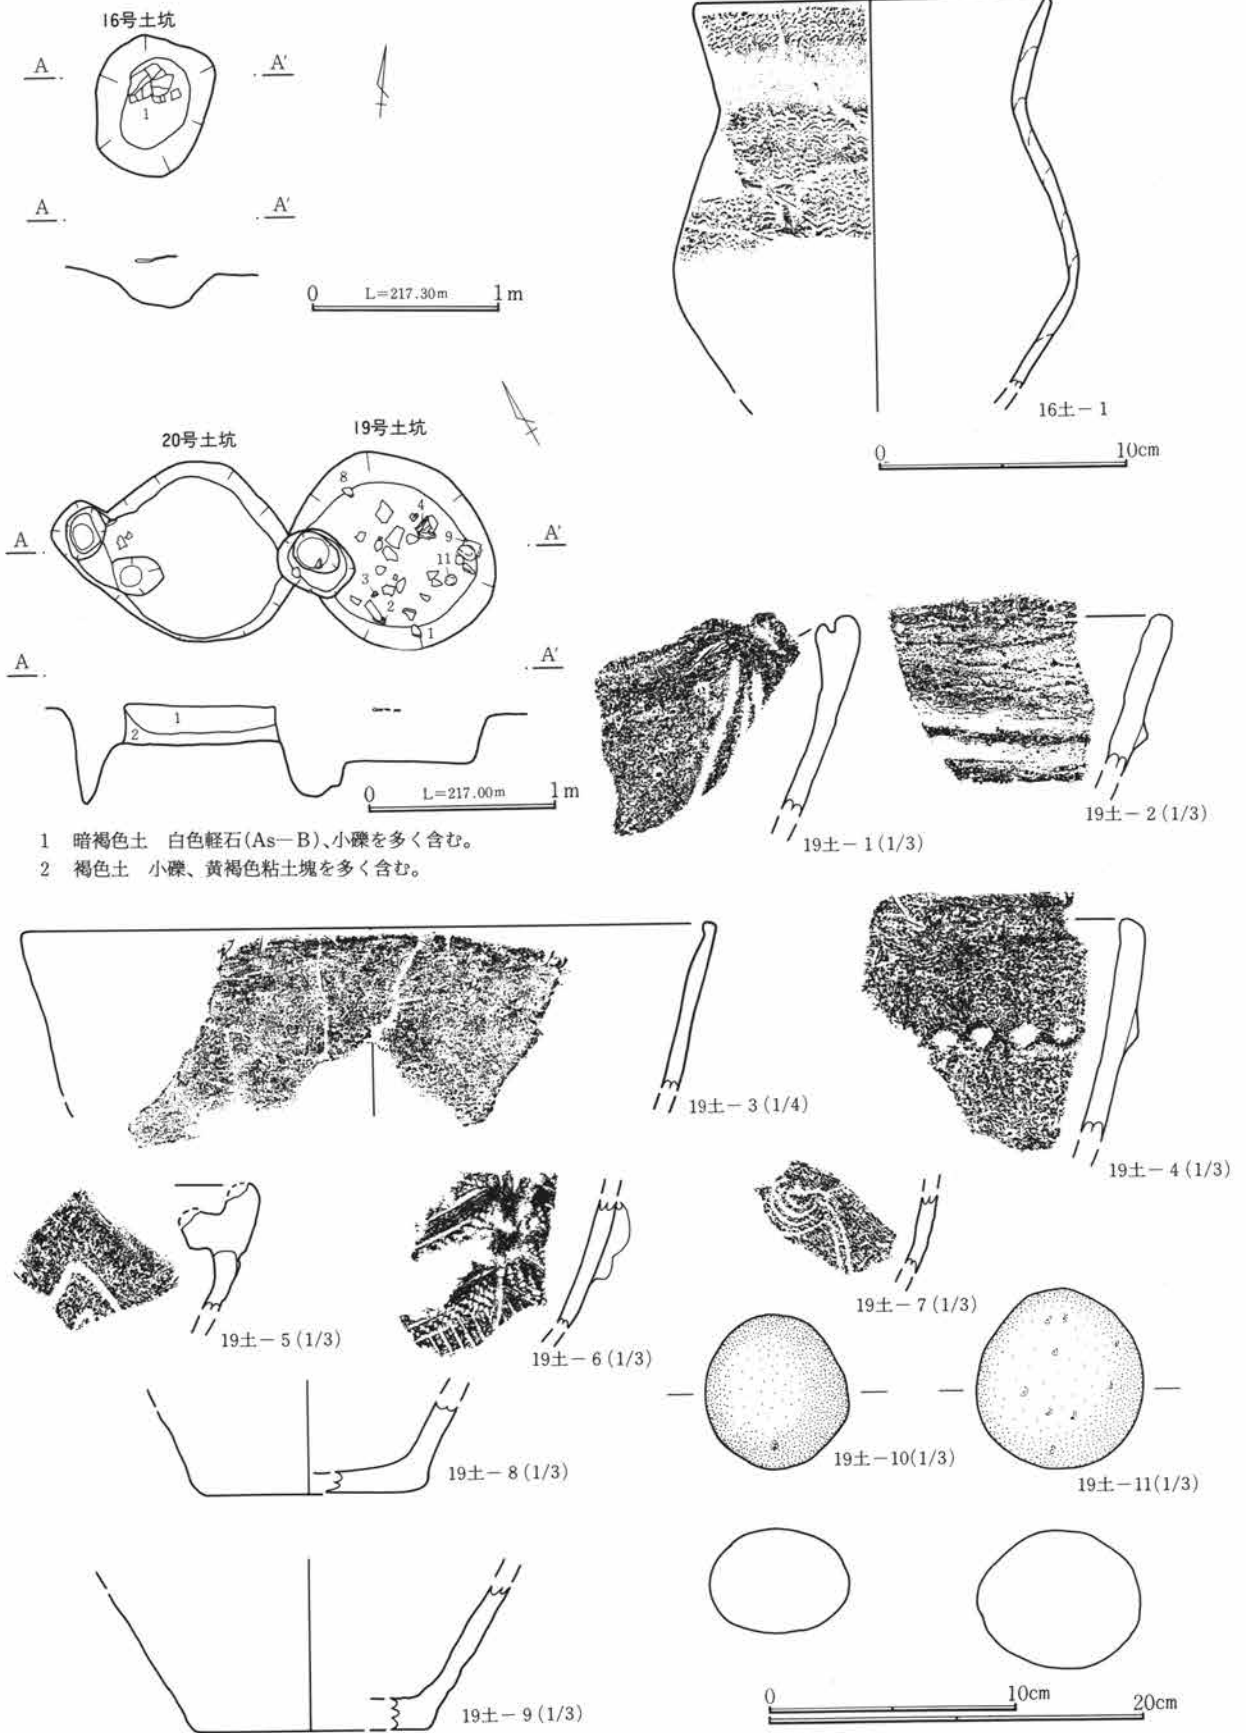 16号土坑
A A'
1
A A'
0 L=217.30m 1m
16土-1
0 10cm
20号土坑
19号土坑
8
4
A A'
9
11
3
2
1
A A'
1
2
0 L=217.00m 1m
1 暗褐色土 白色軽石(As-B)、小礫を多く含む。
2 褐色土 小礫、黄褐色粘土塊を多く含む。
19土-1(1/3)
19土-2(1/3)
19土-3(1/4)
19土-4(1/3)
19土-5(1/3)
19土-6(1/3)
19土-7(1/3)
19土-8(1/3)
19土-10(1/3)
19土-11(1/3)
19土-9(1/3)
0 10cm 20cm